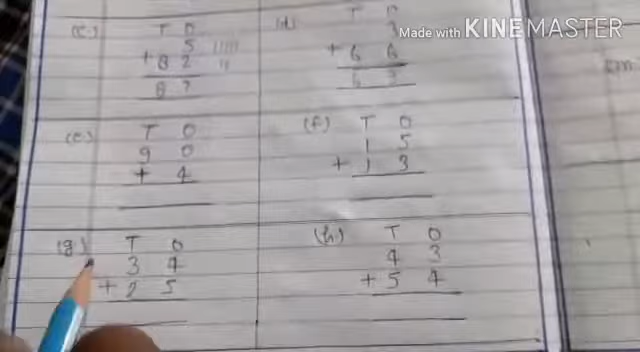 Made with KINEMASTER
(c) T O
5 |||||
+ 8 2 ||
8 7
(d) T O
3
+ 6 6
(e) T O
9 0
+ 4
(f) T O
1 5
+ 1 3
(g) T O
3 4
+ 2 5
(h) T O
4 3
+ 5 4